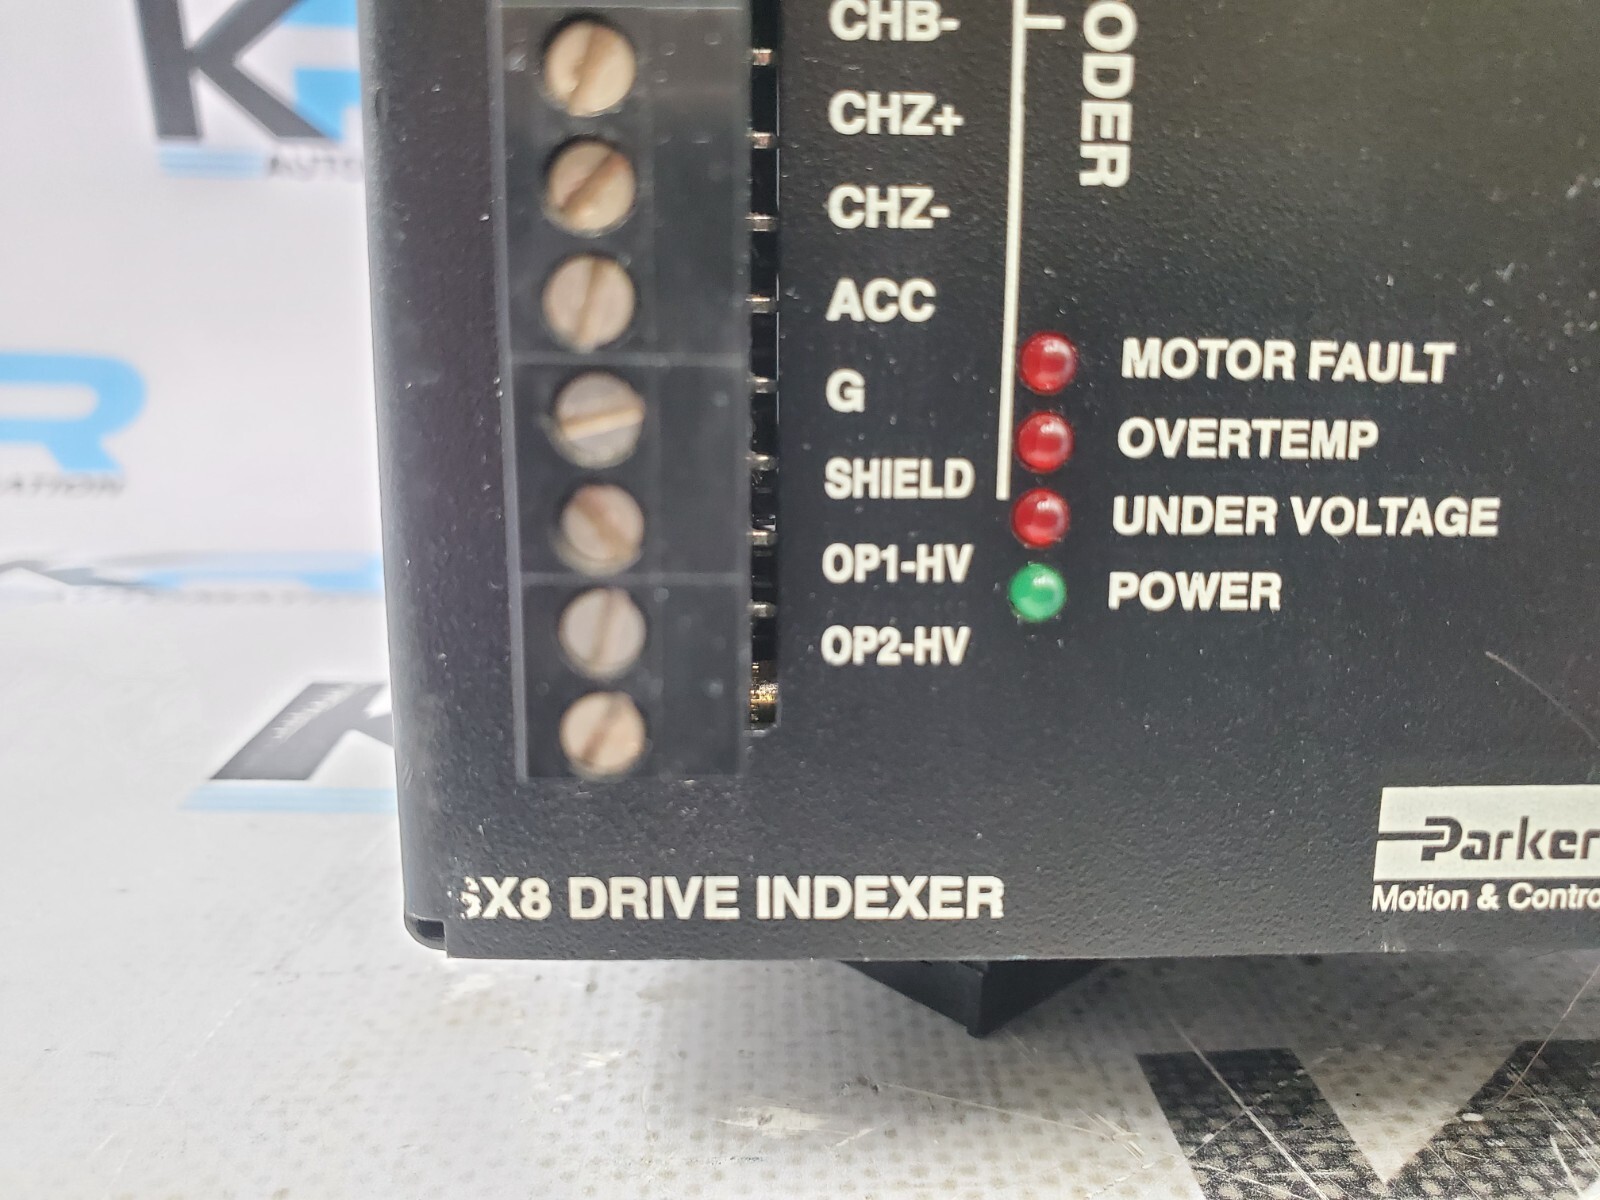 CHB-
CHZ+
CHZ-
ACC
G
SHIELD
OP1-HV
OP2-HV
ODER
MOTOR FAULT
OVERTEMP
UNDER VOLTAGE
POWER
SX8 DRIVE INDEXER
Parker
Motion & Contro